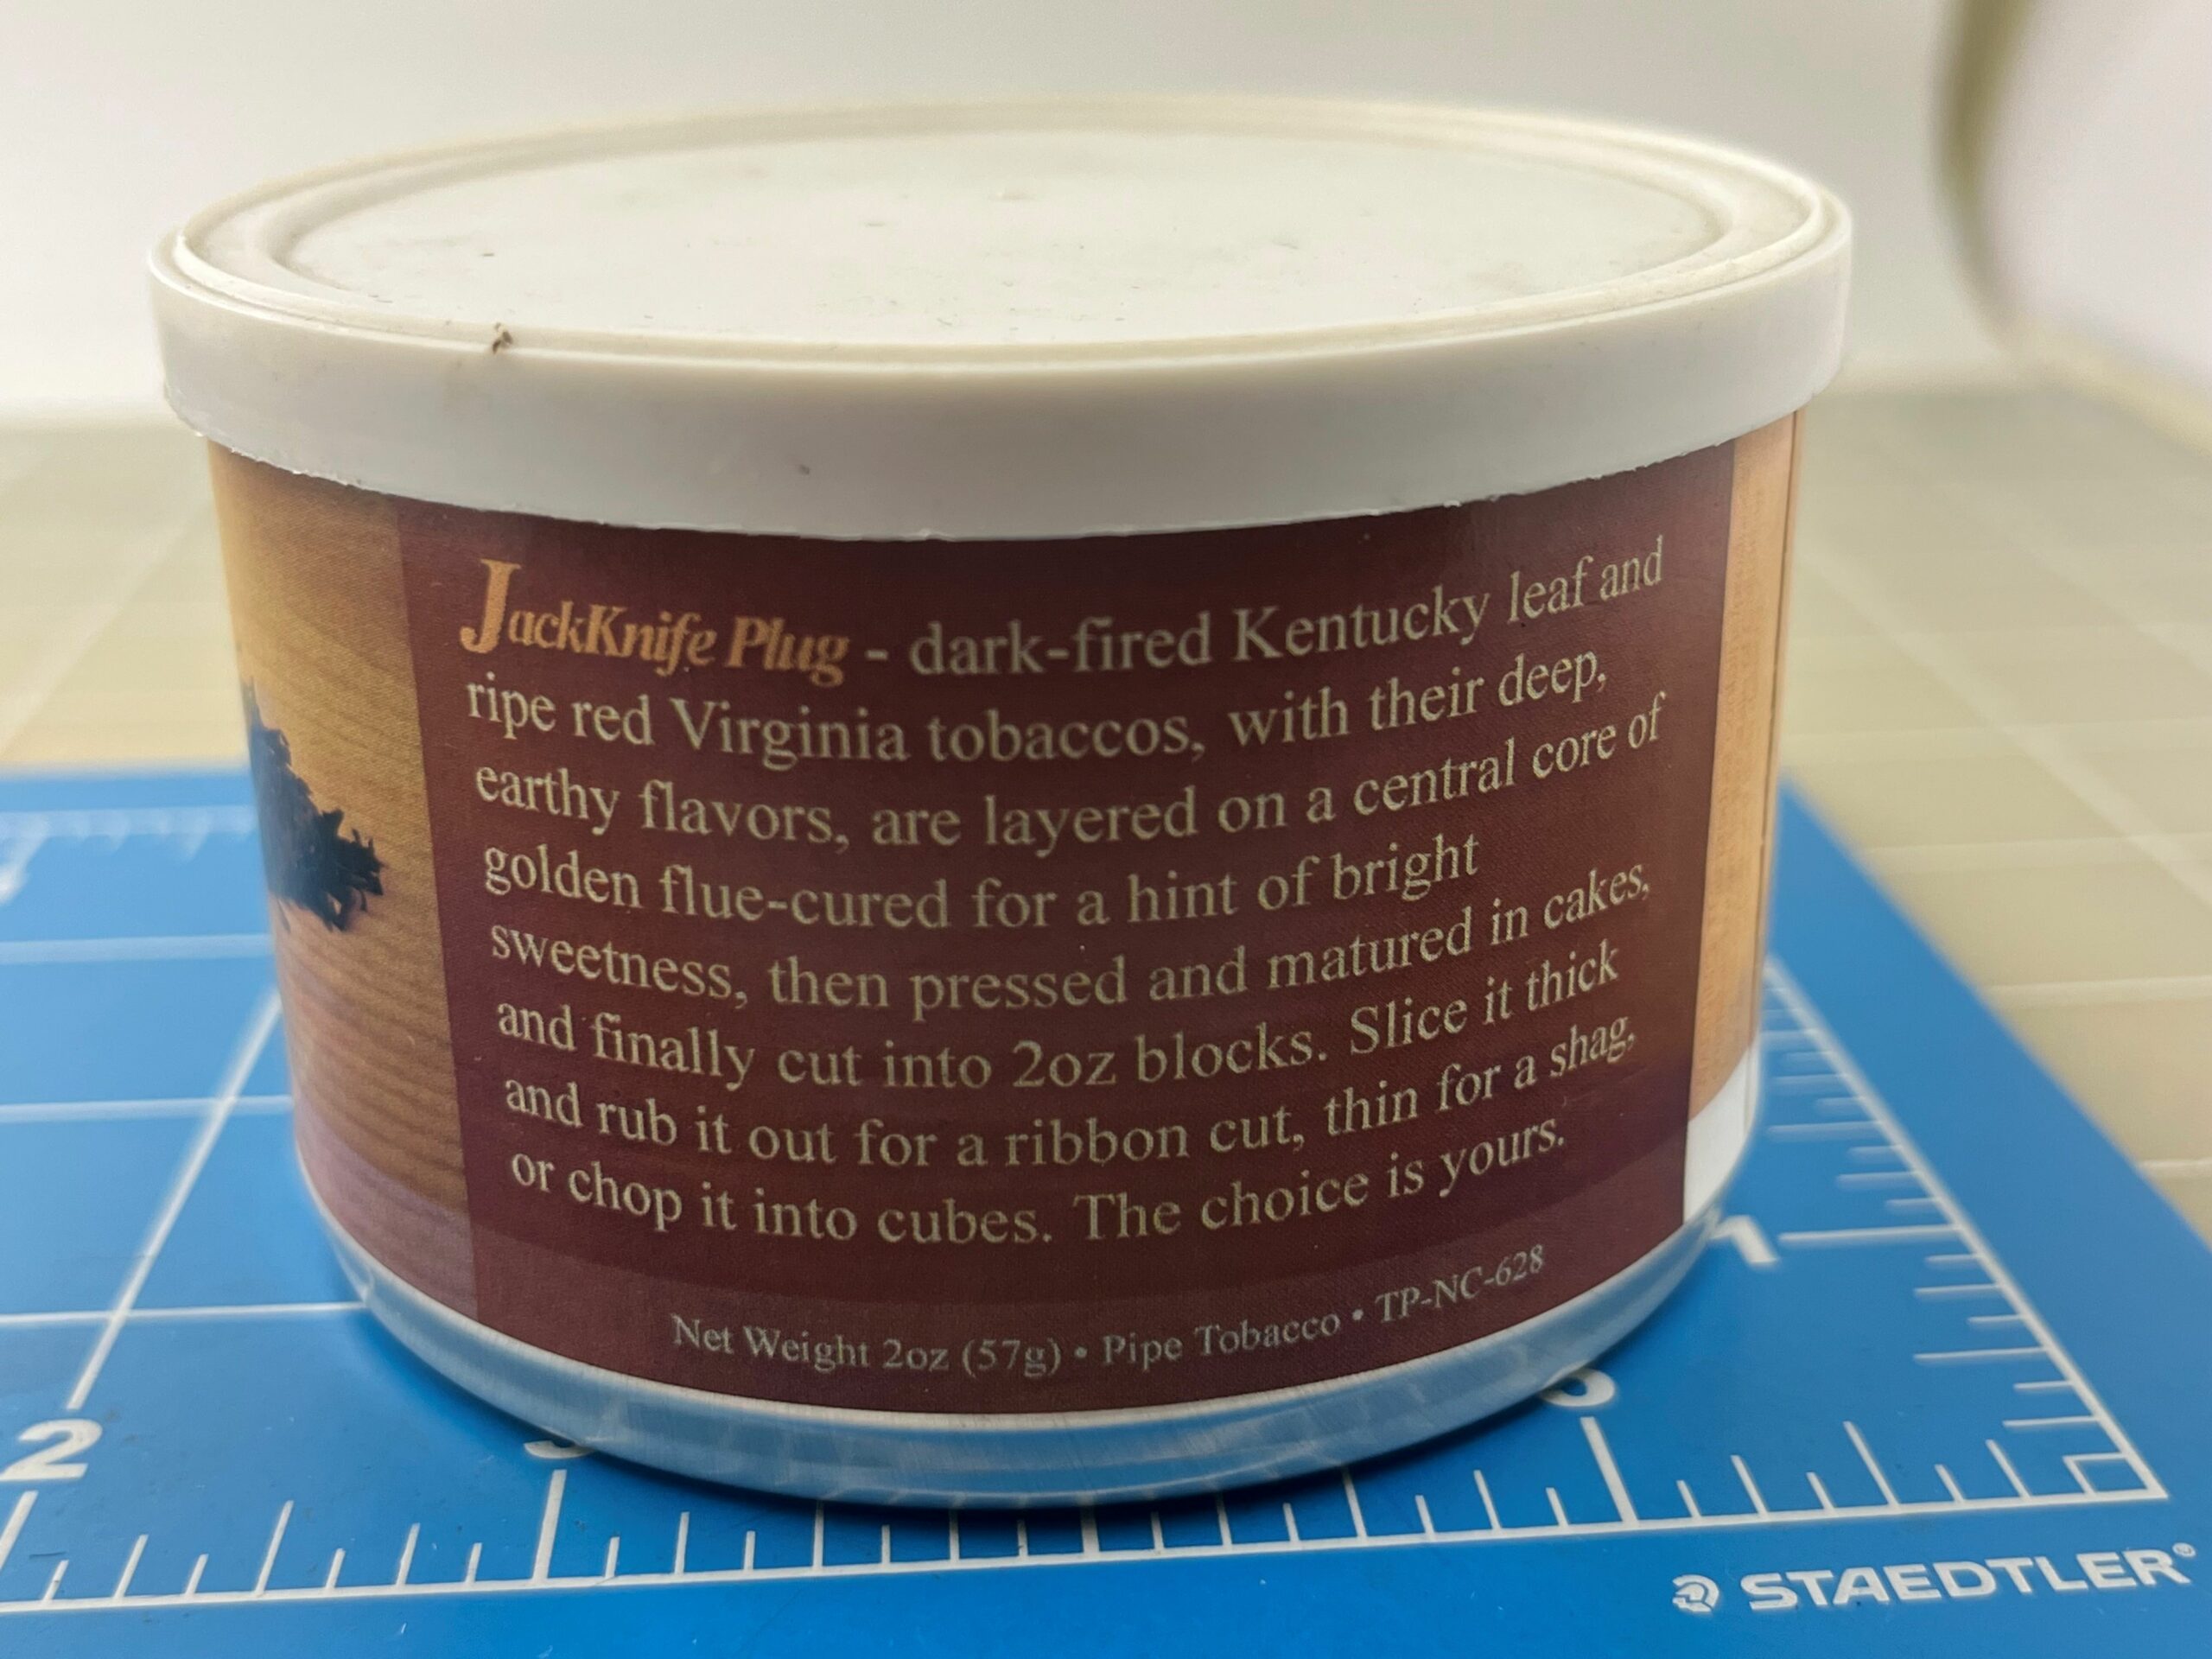 JackKnife Plug - dark-fired Kentucky leaf and
ripe red Virginia tobaccos, with their deep,
earthy flavors, are layered on a central core of
golden flue-cured for a hint of bright
sweetness, then pressed and matured in cakes,
and finally cut into 2oz blocks. Slice it thick
and rub it out for a ribbon cut, thin for a shag,
or chop it into cubes. The choice is yours.
Net Weight 2oz (57g) • Pipe Tobacco • TP-NC-628
1
2
STAEDTLER®